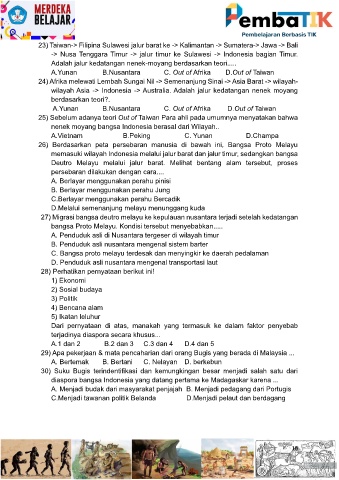 MERDEKA
BELAJAR
PembaTIK
Pembelajaran Berbasis TIK
23) Taiwan-> Filipina Sulawesi jalur barat ke -> Kalimantan -> Sumatera-> Jawa -> Bali
-> Nusa Tenggara Timur -> jalur timur ke Sulawesi -> Indonesia bagian Timur.
Adalah jalur kedatangan nenek-moyang berdasarkan teori.....
A.Yunan B.Nusantara C. Out of Afrika D.Out of Taiwan
24) Afrika melewati Lembah Sungai Nil -> Semenanjung Sinai -> Asia Barat -> wilayah-
wilayah Asia -> Indonesia -> Australia. Adalah jalur kedatangan nenek moyang
berdasarkan teori?.
A.Yunan B.Nusantara C. Out of Afrika D.Out of Taiwan
25) Sebelum adanya teori Out of Taiwan Para ahli pada umumnya menyatakan bahwa
nenek moyang bangsa Indonesia berasal dari Wilayah..
A.Vietnam B.Peking C. Yunan D.Champa
26) Berdasarkan peta persebaran manusia di bawah ini, Bangsa Proto Melayu
memasuki wilayah Indonesia melalui jalur barat dan jalur timur, sedangkan bangsa
Deutro Melayu melalui jalur barat. Melihat bentang alam tersebut, proses
persebaran dilakukan dengan cara....
A. Berlayar menggunakan perahu pinisi
B. Berlayar menggunakan perahu Jung
C.Berlayar menggunakan perahu Bercadik
D.Melalui semenanjung melayu menunggang kuda
27) Migrasi bangsa deutro melayu ke kepulauan nusantara terjadi setelah kedatangan
bangsa Proto Melayu. Kondisi tersebut menyebabkan.....
A. Penduduk asli di Nusantara tergeser di wilayah timur
B. Penduduk asli nusantara mengenal sistem barter
C. Bangsa proto melayu terdesak dan menyingkir ke daerah pedalaman
D. Penduduk asli nusantara mengenal transportasi laut
28) Perhatikan pernyataan berikut ini!
1) Ekonomi
2) Sosial budaya
3) Politik
4) Bencana alam
5) Ikatan leluhur
Dari pernyataan di atas, manakah yang termasuk ke dalam faktor penyebab
terjadinya diaspora secara khusus...
A.1 dan 2 B.2 dan 3 C.3 dan 4 D.4 dan 5
29) Apa pekerjaan & mata pencaharian dari orang Bugis yang berada di Malaysia ...
A. Berternak B. Bertani C. Nelayan D. berkebun
30) Suku Bugis terindentifikasi dan kemungkingan besar menjadi salah satu dari
diaspora bangsa Indonesia yang datang pertama ke Madagaskar karena ...
A. Menjadi budak dari masyarakat penjajah B. Menjadi pedagang dari Portugis
C.Menjadi tawanan politik Belanda D.Menjadi pelaut dan berdagang